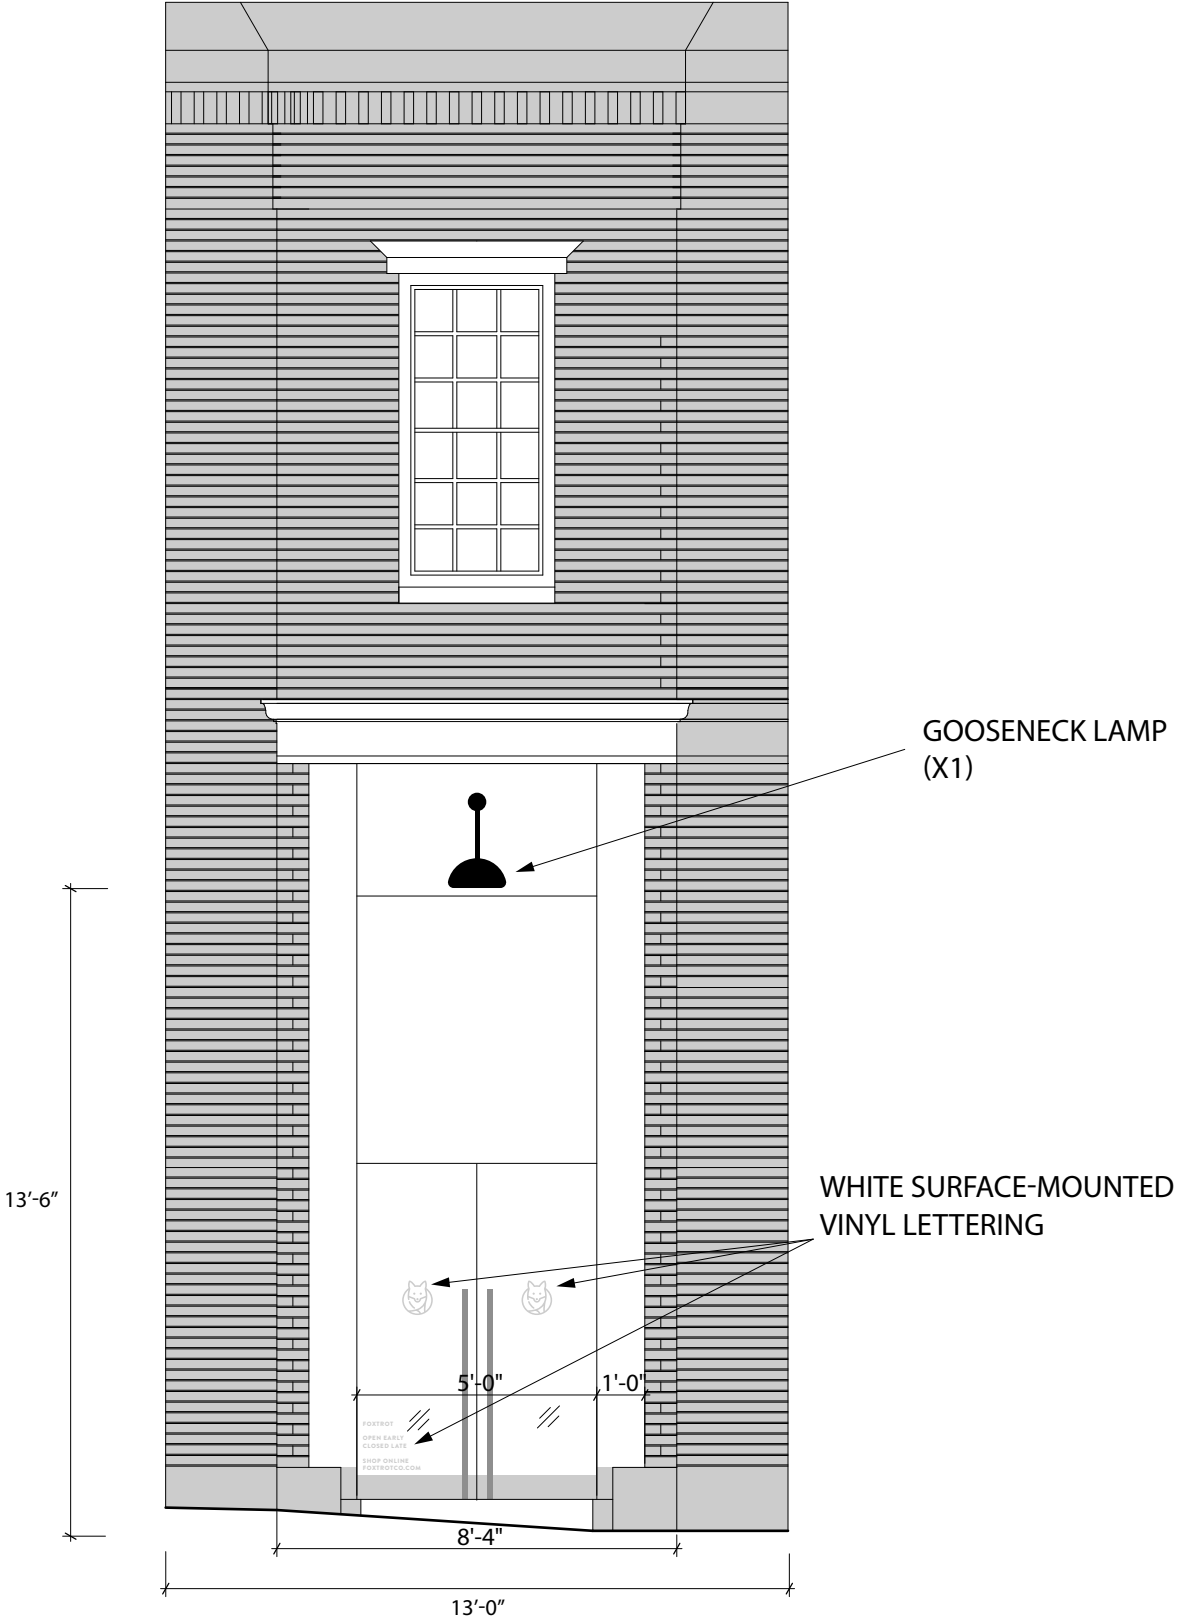 GOOSENECK LAMP
(X1)
13’-6”
WHITE SURFACE-MOUNTED
VINYL LETTERING
5'-0"
1'-0"
FOXTROT
OPEN EARLY
CLOSED LATE
SHOP ONLINE
FOXTROTCO.COM
8'-4"
13’-0”